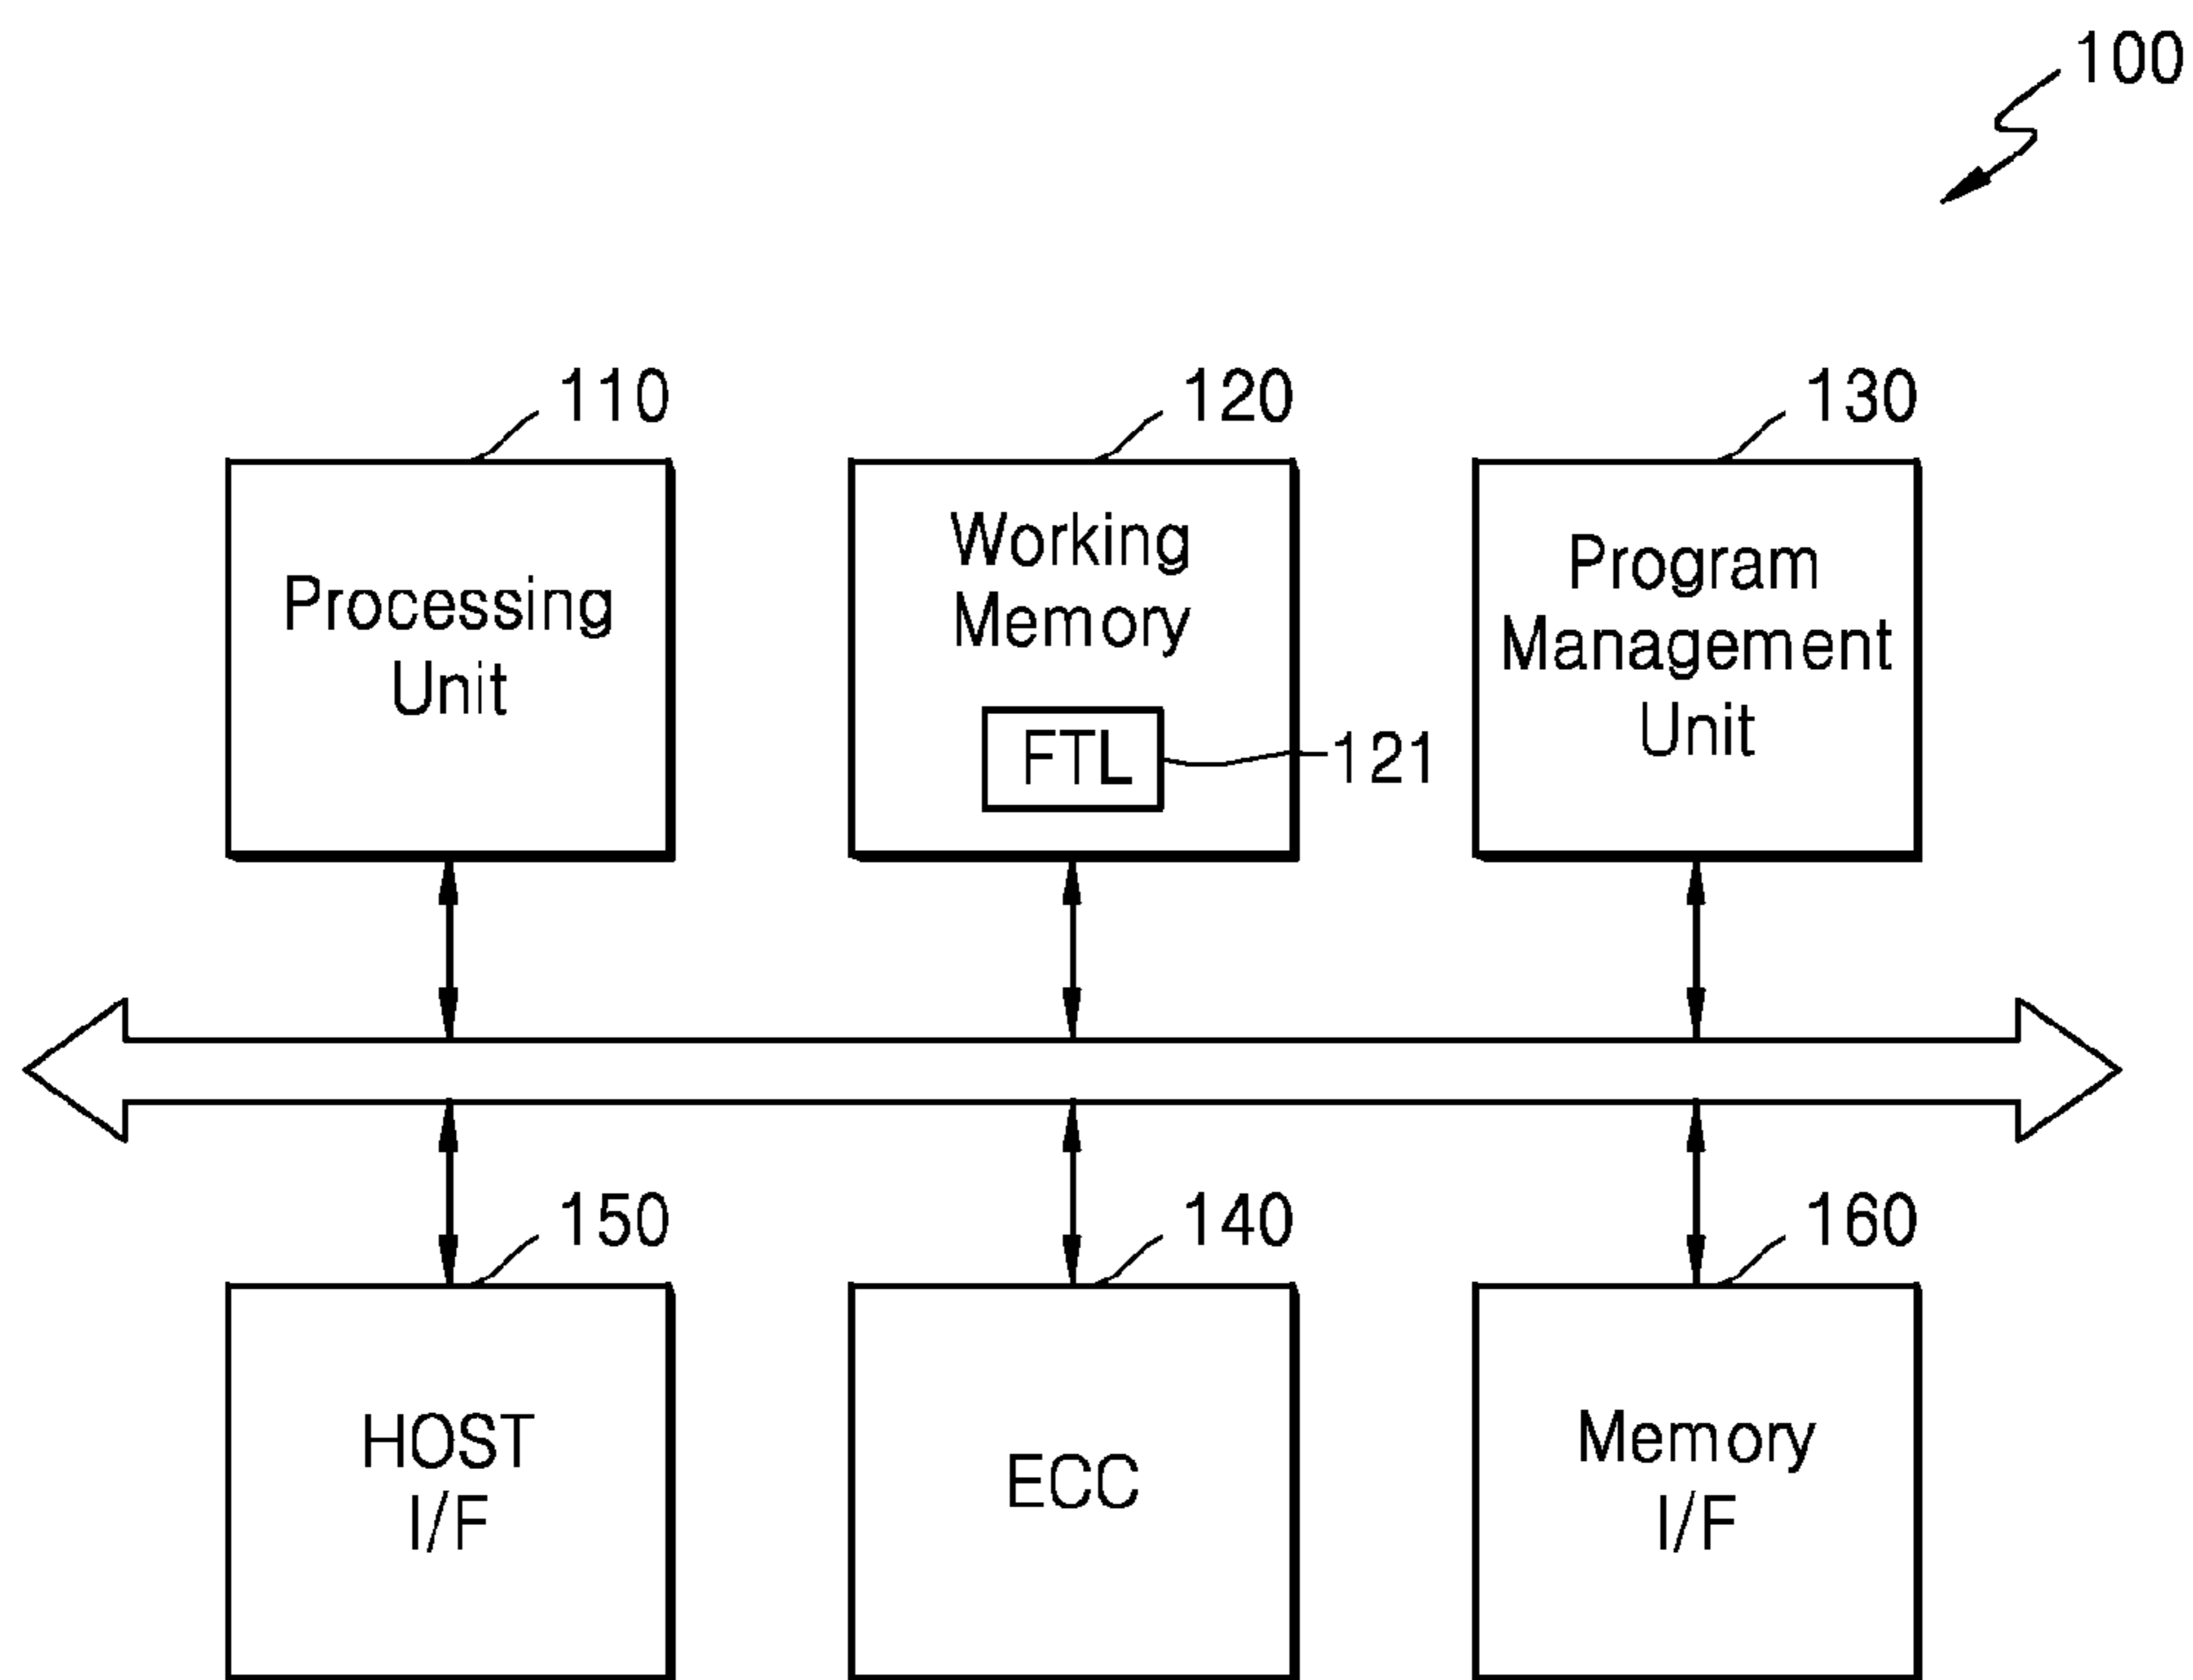 100
110
120
130
Processing
Unit
Working
Memory
FTL
121
Program
Management
Unit
150
140
160
HOST
I/F
ECC
Memory
I/F